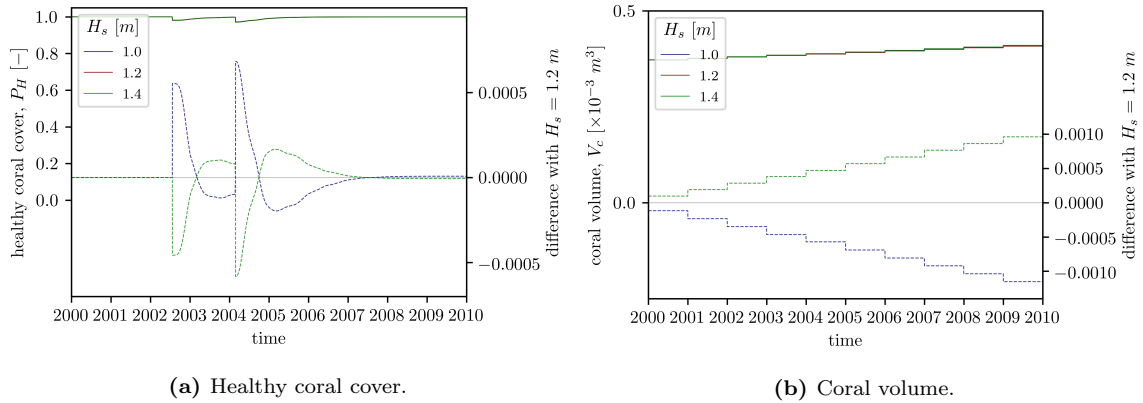 H_s [m]
1.0
1.2
1.4
healthy coral cover, P_H [−]
1.0
0.8
0.6
0.4
0.2
0.0
0.0005
0.0000
−0.0005
difference with H_s = 1.2 m
2000 2001 2002 2003 2004 2005 2006 2007 2008 2009 2010
time
(a) Healthy coral cover.
H_s [m]
1.0
1.2
1.4
coral volume, V_c [×10^{−3} m^3]
0.5
0.0
0.0010
0.0005
0.0000
−0.0005
−0.0010
difference with H_s = 1.2 m
2000 2001 2002 2003 2004 2005 2006 2007 2008 2009 2010
time
(b) Coral volume.